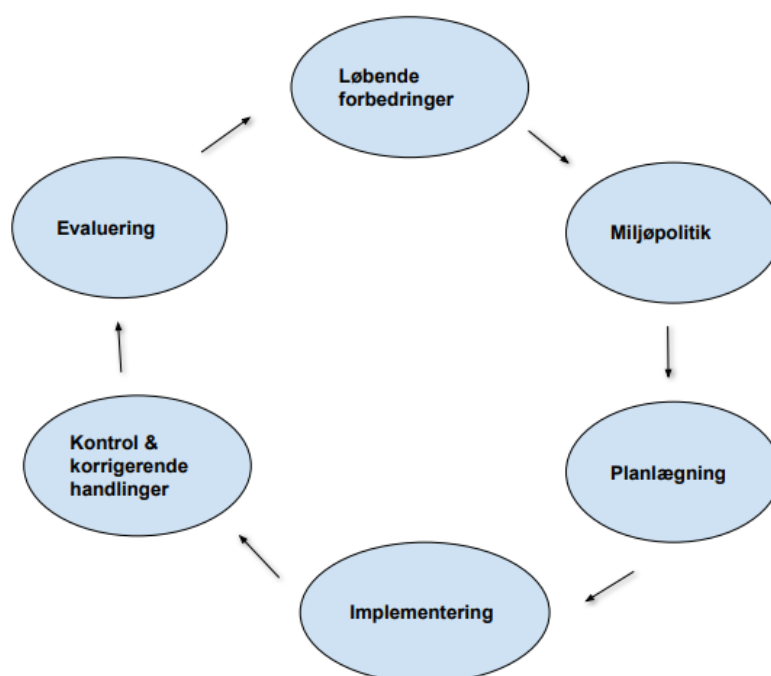 Løbende
forbedringer
Miljøpolitik
Planlægning
Implementering
Kontrol &
korrigerende
handlinger
Evaluering